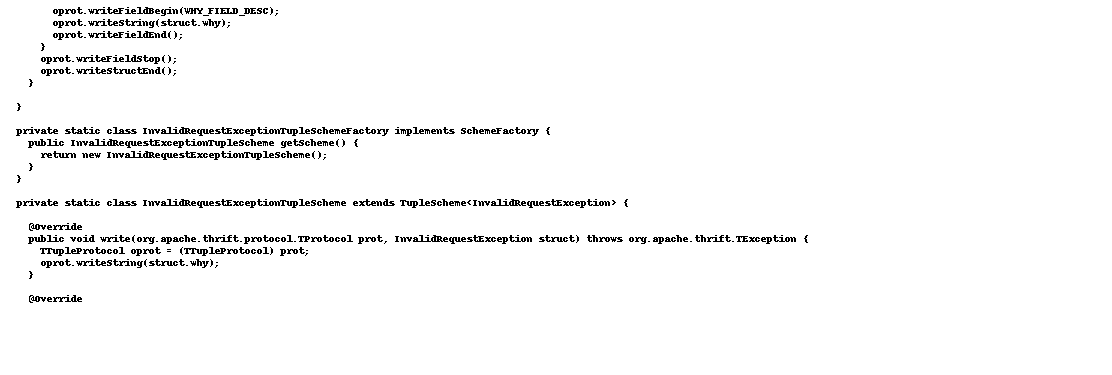 oprot.writeFieldBegin(WHY_FIELD_DESC);
oprot.writeString(struct.why);
oprot.writeFieldEnd();
}
oprot.writeFieldStop();
oprot.writeStructEnd();
}
}
private static class InvalidRequestExceptionTupleSchemeFactory implements SchemeFactory {
public InvalidRequestExceptionTupleScheme getScheme() {
return new InvalidRequestExceptionTupleScheme();
}
}
private static class InvalidRequestExceptionTupleScheme extends TupleScheme<InvalidRequestException> {
@Override
public void write(org.apache.thrift.protocol.TProtocol prot, InvalidRequestException struct) throws org.apache.thrift.TException {
TTupleProtocol oprot = (TTupleProtocol) prot;
oprot.writeString(struct.why);
}
@Override